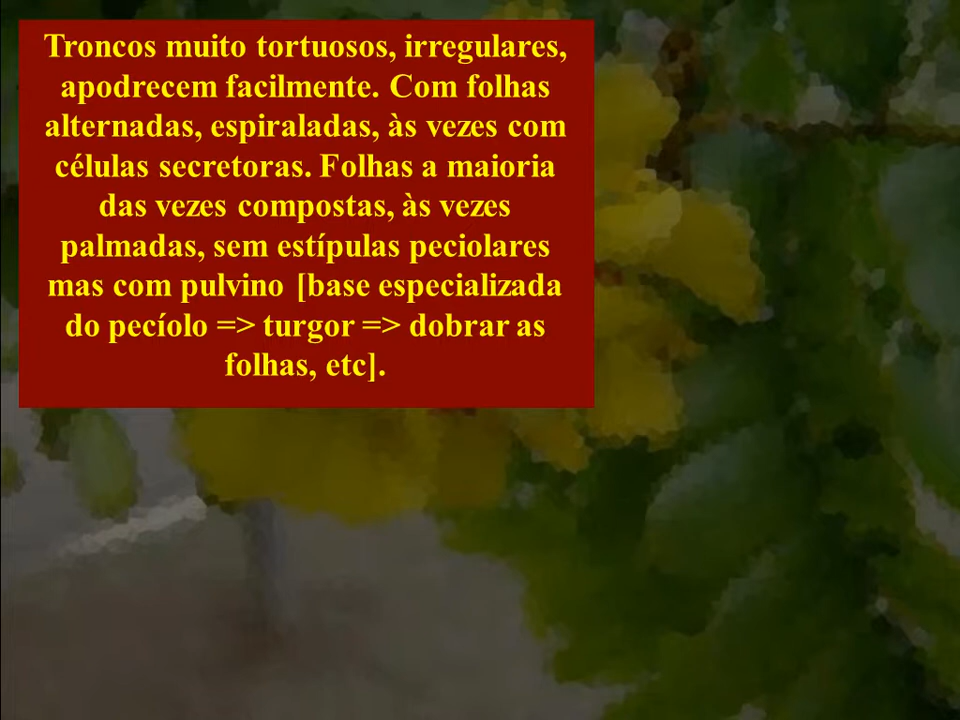 Troncos muito tortuosos, irregulares,
apodrecem facilmente. Com folhas
alternadas, espiraladas, às vezes com
células secretoras. Folhas a maioria
das vezes compostas, às vezes
palmadas, sem estípulas peciolares
mas com pulvino [base especializada
do pecíolo => turgor => dobrar as
folhas, etc].